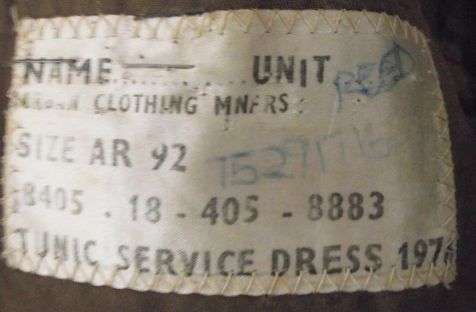 NAME ............ UNIT
CLOTHING MNFRS:
SIZE AR 92
8405 . 18 - 405 - 8883
TUNIC SERVICE DRESS